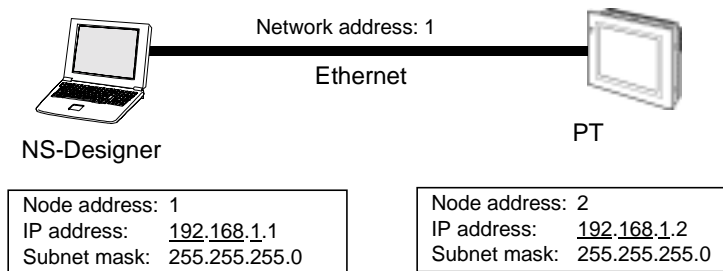 Network address: 1
Ethernet
NS-Designer
PT
Node address: 1
IP address: 192.168.1.1
Subnet mask: 255.255.255.0
Node address: 2
IP address: 192.168.1.2
Subnet mask: 255.255.255.0